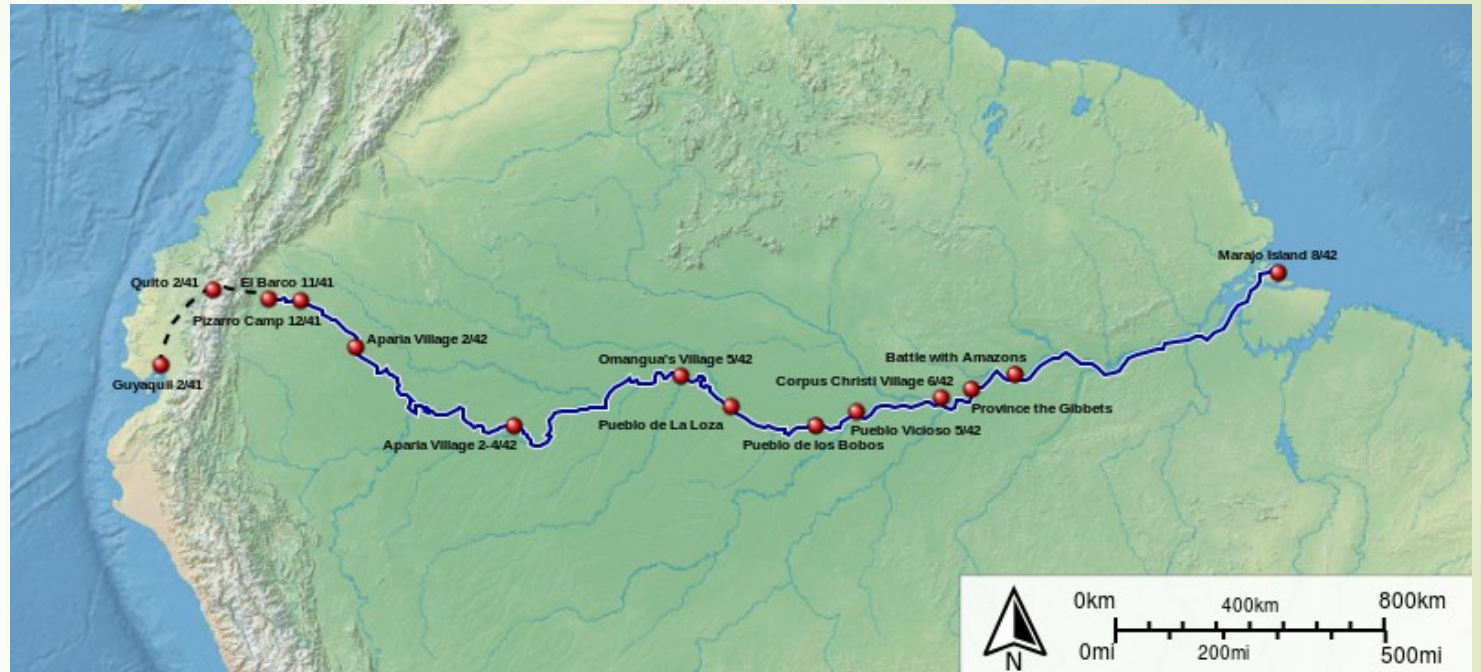 Marajo Island 8/42
Quito 2/41
El Barco 11/41
Pizarro Camp 12/41
Aparia Village 2/42
Guyaquil 2/41
Omangua's Village 5/42
Battle with Amazons
Corpus Christi Village 6/42
Province the Gibbets
Pueblo de La Loza
Pueblo Vicioso 5/42
Aparia Village 2-4/42
Pueblo de los Bobos
0km 400km 800km
0mi 200mi 500mi
N